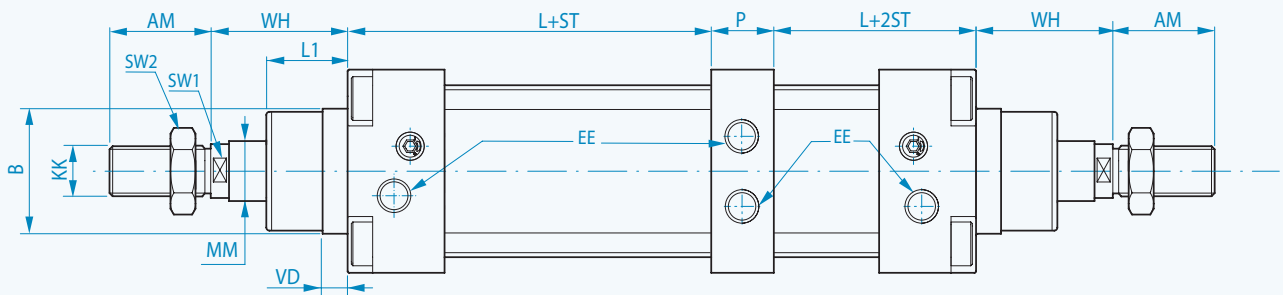 AM WH L+ST P L+2ST WH AM
L1
SW2
SW1
EE EE
B KK
MM
VD